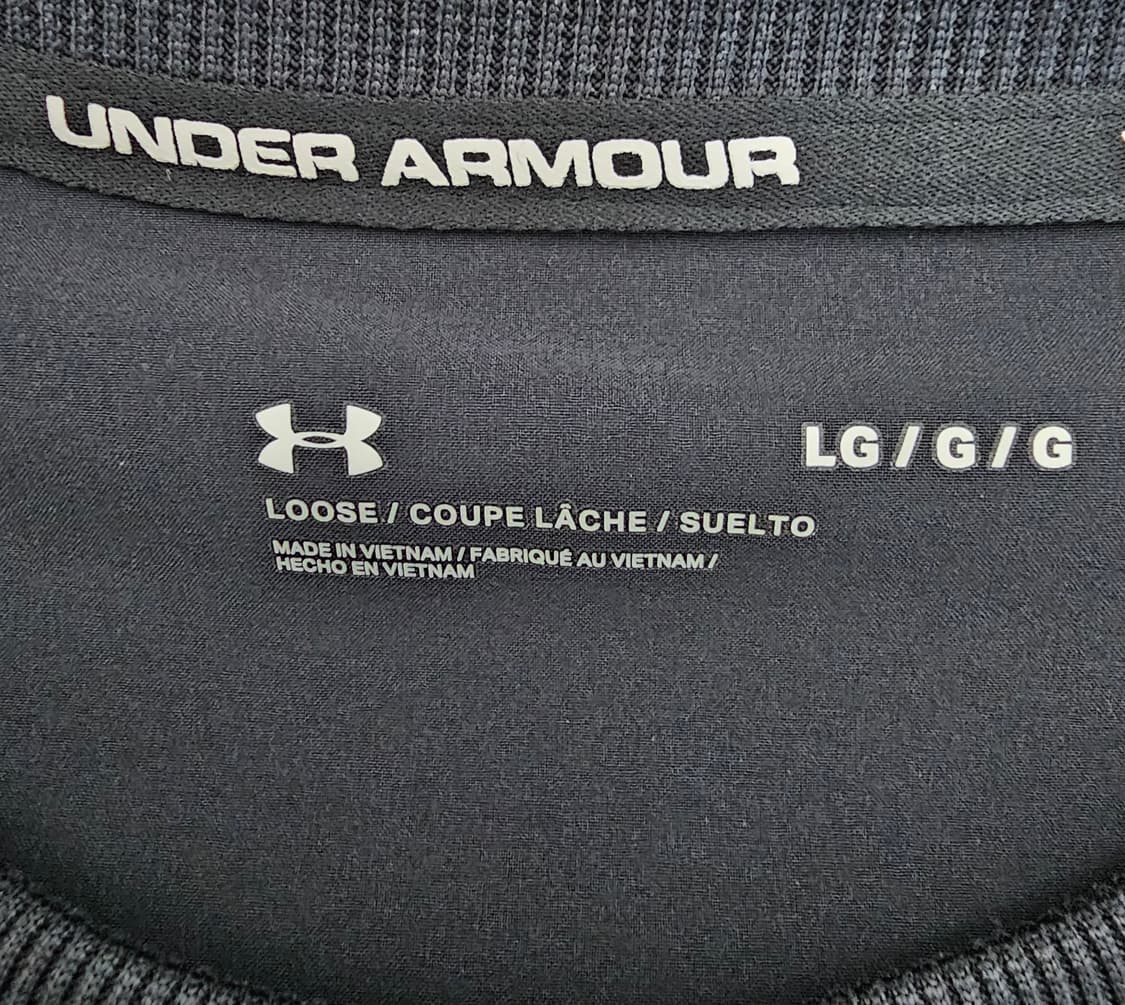 UNDER ARMOUR
LG / G / G
LOOSE / COUPE LÂCHE / SUELTO
MADE IN VIETNAM / FABRIQUÉ AU VIETNAM /
HECHO EN VIETNAM